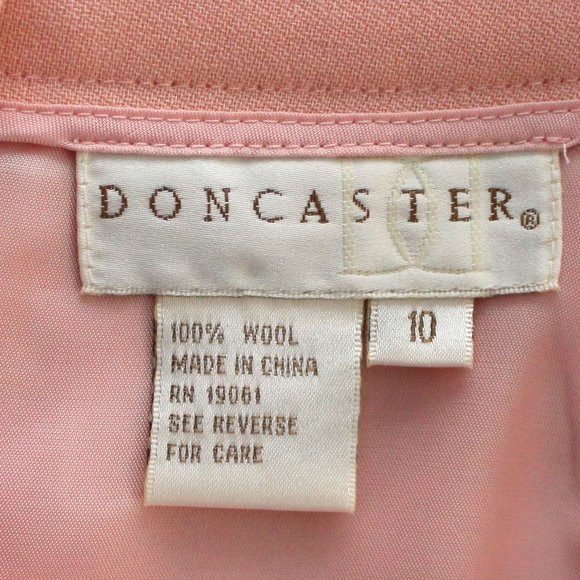 DONCASTER®
10
100% WOOL
MADE IN CHINA
RN 19061
SEE REVERSE
FOR CARE